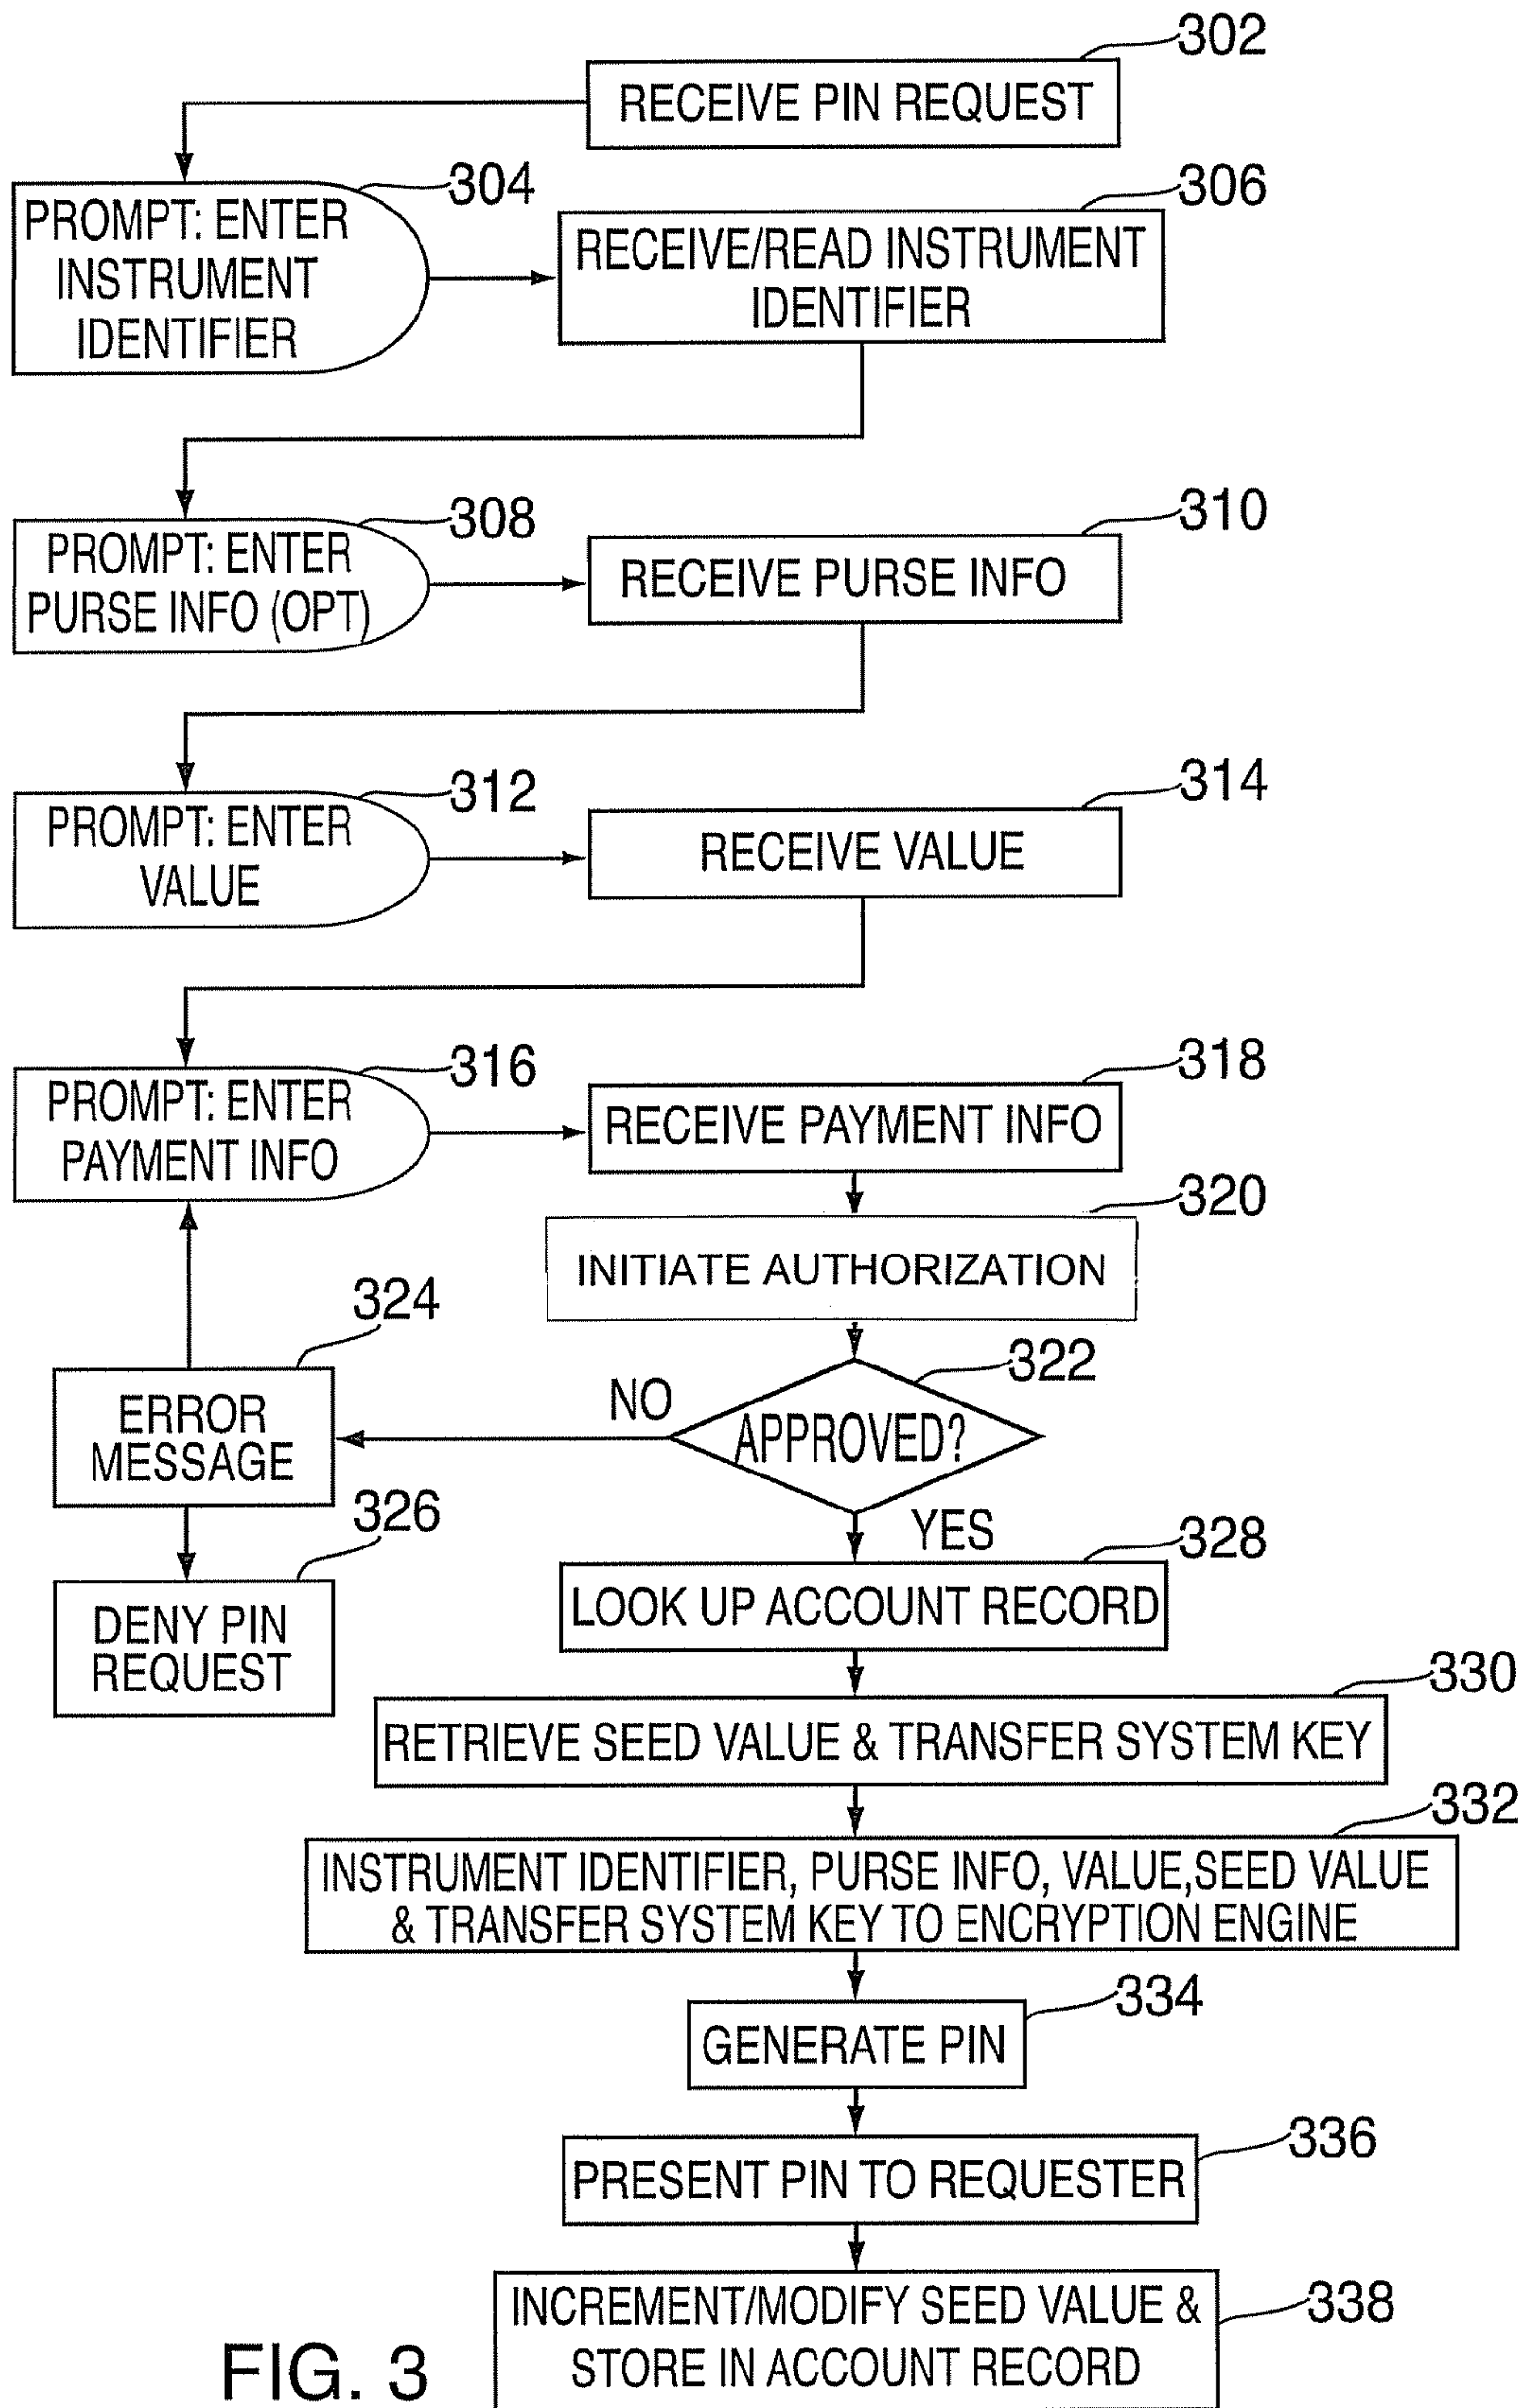 302
RECEIVE PIN REQUEST
304
PROMPT: ENTER
INSTRUMENT
IDENTIFIER
306
RECEIVE/READ INSTRUMENT
IDENTIFIER
308
PROMPT: ENTER
PURSE INFO (OPT)
310
RECEIVE PURSE INFO
312
PROMPT: ENTER
VALUE
314
RECEIVE VALUE
316
PROMPT: ENTER
PAYMENT INFO
318
RECEIVE PAYMENT INFO
320
INITIATE AUTHORIZATION
322
APPROVED?
NO
324
ERROR
MESSAGE
326
DENY PIN
REQUEST
YES
328
LOOK UP ACCOUNT RECORD
330
RETRIEVE SEED VALUE & TRANSFER SYSTEM KEY
332
INSTRUMENT IDENTIFIER, PURSE INFO, VALUE,SEED VALUE
& TRANSFER SYSTEM KEY TO ENCRYPTION ENGINE
334
GENERATE PIN
336
PRESENT PIN TO REQUESTER
338
INCREMENT/MODIFY SEED VALUE &
STORE IN ACCOUNT RECORD
FIG. 3